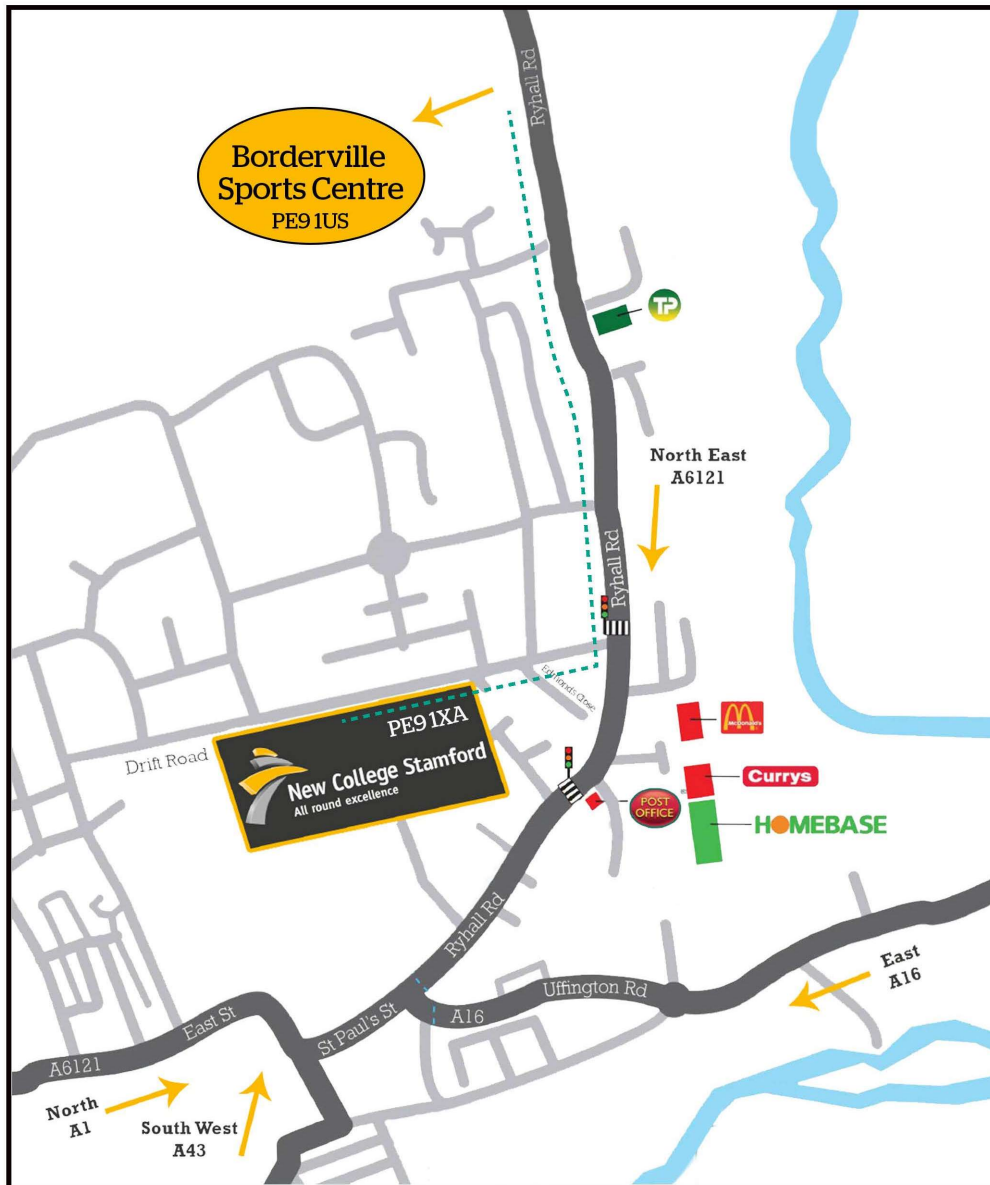 Ryhall Rd
Borderville
Sports Centre
PE9 1US
TP
North East
A6121
Ryhall Rd
Edmonds Close
PE9 1XA
Drift Road
New College Stamford
All round excellence
McDonald's
Currys
POST
OFFICE
HOMEBASE
Ryhall Rd
East
A16
Uffington Rd
A16
St Paul's St
East St
A6121
North
A1
South West
A43